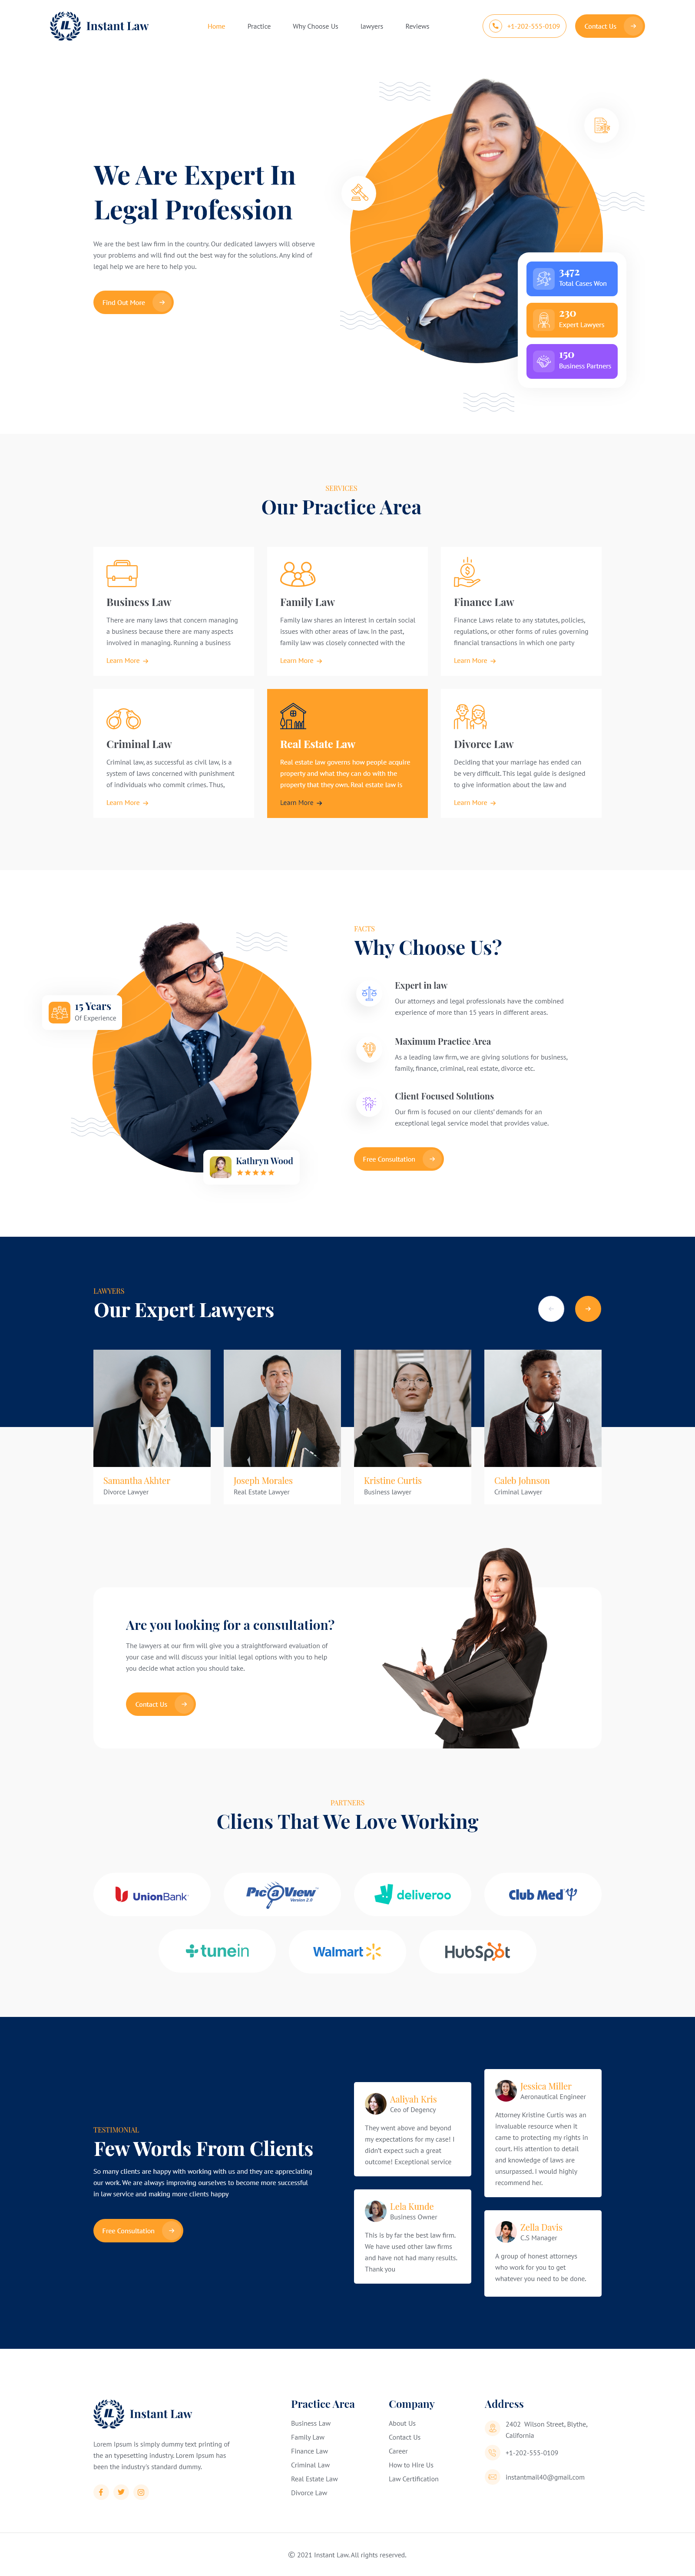 Instant Law
Home
Practice
Why Choose Us
lawyers
Reviews
+1-202-555-0109
Contact Us
We Are Expert In
Legal Profession
We are the best law firm in the country. Our dedicated lawyers will observe
your problems and will find out the best way for the solutions. Any kind of
legal help we are here to help you.
Find Out More
3472
Total Cases Won
230
Expert Lawyers
150
Business Partners
SERVICES
Our Practice Area
Business Law
There are many laws that concern managing
a business because there are many aspects
involved in managing. Running a business
Learn More
Family Law
Family law shares an interest in certain social
issues with other areas of law. In the past,
family law was closely connected with the
Learn More
Finance Law
Finance Laws relate to any statutes, policies,
regulations, or other forms of rules governing
financial transactions in which one party
Learn More
Criminal Law
Criminal law, as successful as civil law, is a
system of laws concerned with punishment
of individuals who commit crimes. Thus,
Learn More
Real Estate Law
Real estate law governs how people acquire
property and what they can do with the
property that they own. Real estate law is
Learn More
Divorce Law
Deciding that your marriage has ended can
be very difficult. This legal guide is designed
to give information about the law and
Learn More
15 Years
Of Experience
Kathryn Wood
FACTS
Why Choose Us?
Expert in law
Our attorneys and legal professionals have the combined
experience of more than 15 years in different areas.
Maximum Practice Area
As a leading law firm, we are giving solutions for business,
family, finance, criminal, real estate, divorce etc.
Client Focused Solutions
Our firm is focused on our clients' demands for an
exceptional legal service model that provides value.
Free Consultation
LAWYERS
Our Expert Lawyers
Samantha Akhter
Divorce Lawyer
Joseph Morales
Real Estate Lawyer
Kristine Curtis
Business lawyer
Caleb Johnson
Criminal Lawyer
Are you looking for a consultation?
The lawyers at our firm will give you a straightforward evaluation of
your case and will discuss your initial legal options with you to help
you decide what action you should take.
Contact Us
PARTNERS
Cliens That We Love Working
UnionBank
Pic a View
Version 2.0
deliveroo
Club Med
tunein
Walmart
HubSpot
TESTIMONIAL
Few Words From Clients
So many clients are happy with working with us and they are appreciating
our work. We are always improving ourselves to become more successful
in law service and making more clients happy
Free Consultation
Aaliyah Kris
Ceo of Degency
They went above and beyond
my expectations for my case! I
didn't expect such a great
outcome! Exceptional service
Lela Kunde
Business Owner
This is by far the best law firm.
We have used other law firms
and have not had many results.
Thank you
Jessica Miller
Aeronautical Engineer
Attorney Kristine Curtis was an
invaluable resource when it
came to protecting my rights in
court. His attention to detail
and knowledge of laws are
unsurpassed. I would highly
recommend her.
Zella Davis
C.S Manager
A group of honest attorneys
who work for you to get
whatever you need to be done.
Instant Law
Lorem Ipsum is simply dummy text printing of
the an typesetting industry. Lorem Ipsum has
been the industry's standard dummy.
Practice Area
Business Law
Family Law
Finance Law
Criminal Law
Real Estate Law
Divorce Law
Company
About Us
Contact Us
Career
How to Hire Us
Law Certification
Address
2402 Wilson Street, Blythe,
California
+1-202-555-0109
instantmail40@gmail.com
© 2021 Instant Law. All rights reserved.